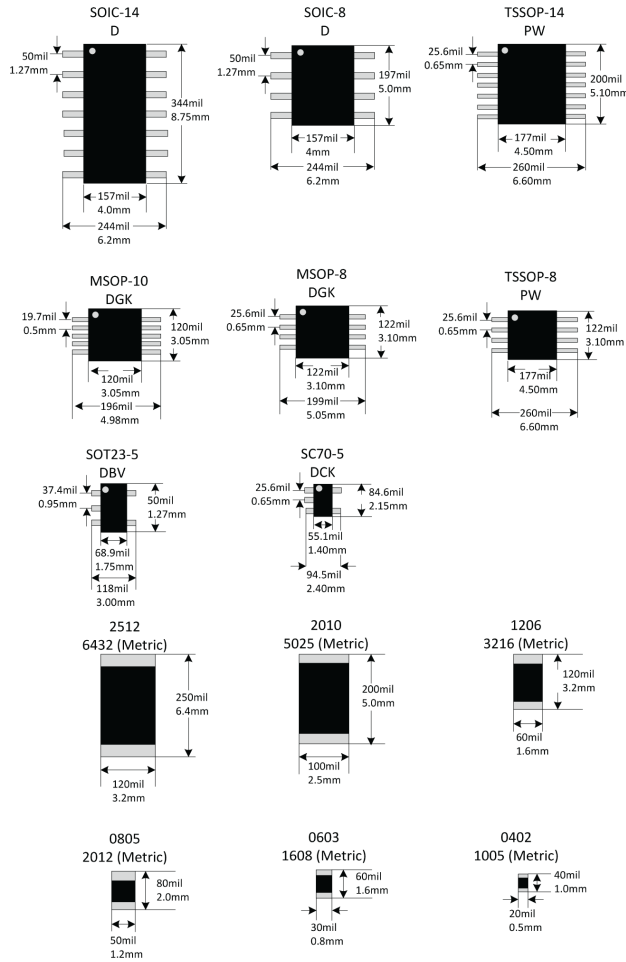 SOIC-14
D
50mil
1.27mm
344mil
8.75mm
157mil
4.0mm
244mil
6.2mm
SOIC-8
D
50mil
1.27mm
197mil
5.0mm
157mil
4mm
244mil
6.2mm
TSSOP-14
PW
25.6mil
0.65mm
200mil
5.10mm
177mil
4.50mm
260mil
6.60mm
MSOP-10
DGK
19.7mil
0.5mm
120mil
3.05mm
120mil
3.05mm
196mil
4.98mm
MSOP-8
DGK
25.6mil
0.65mm
122mil
3.10mm
122mil
3.10mm
199mil
5.05mm
TSSOP-8
PW
25.6mil
0.65mm
122mil
3.10mm
177mil
4.50mm
260mil
6.60mm
SOT23-5
DBV
37.4mil
0.95mm
50mil
1.27mm
68.9mil
1.75mm
118mil
3.00mm
SC70-5
DCK
25.6mil
0.65mm
84.6mil
2.15mm
55.1mil
1.40mm
94.5mil
2.40mm
2512
6432 (Metric)
250mil
6.4mm
120mil
3.2mm
2010
5025 (Metric)
200mil
5.0mm
100mil
2.5mm
1206
3216 (Metric)
120mil
3.2mm
60mil
1.6mm
0805
2012 (Metric)
80mil
2.0mm
50mil
1.2mm
0603
1608 (Metric)
60mil
1.6mm
30mil
0.8mm
0402
1005 (Metric)
40mil
1.0mm
20mil
0.5mm